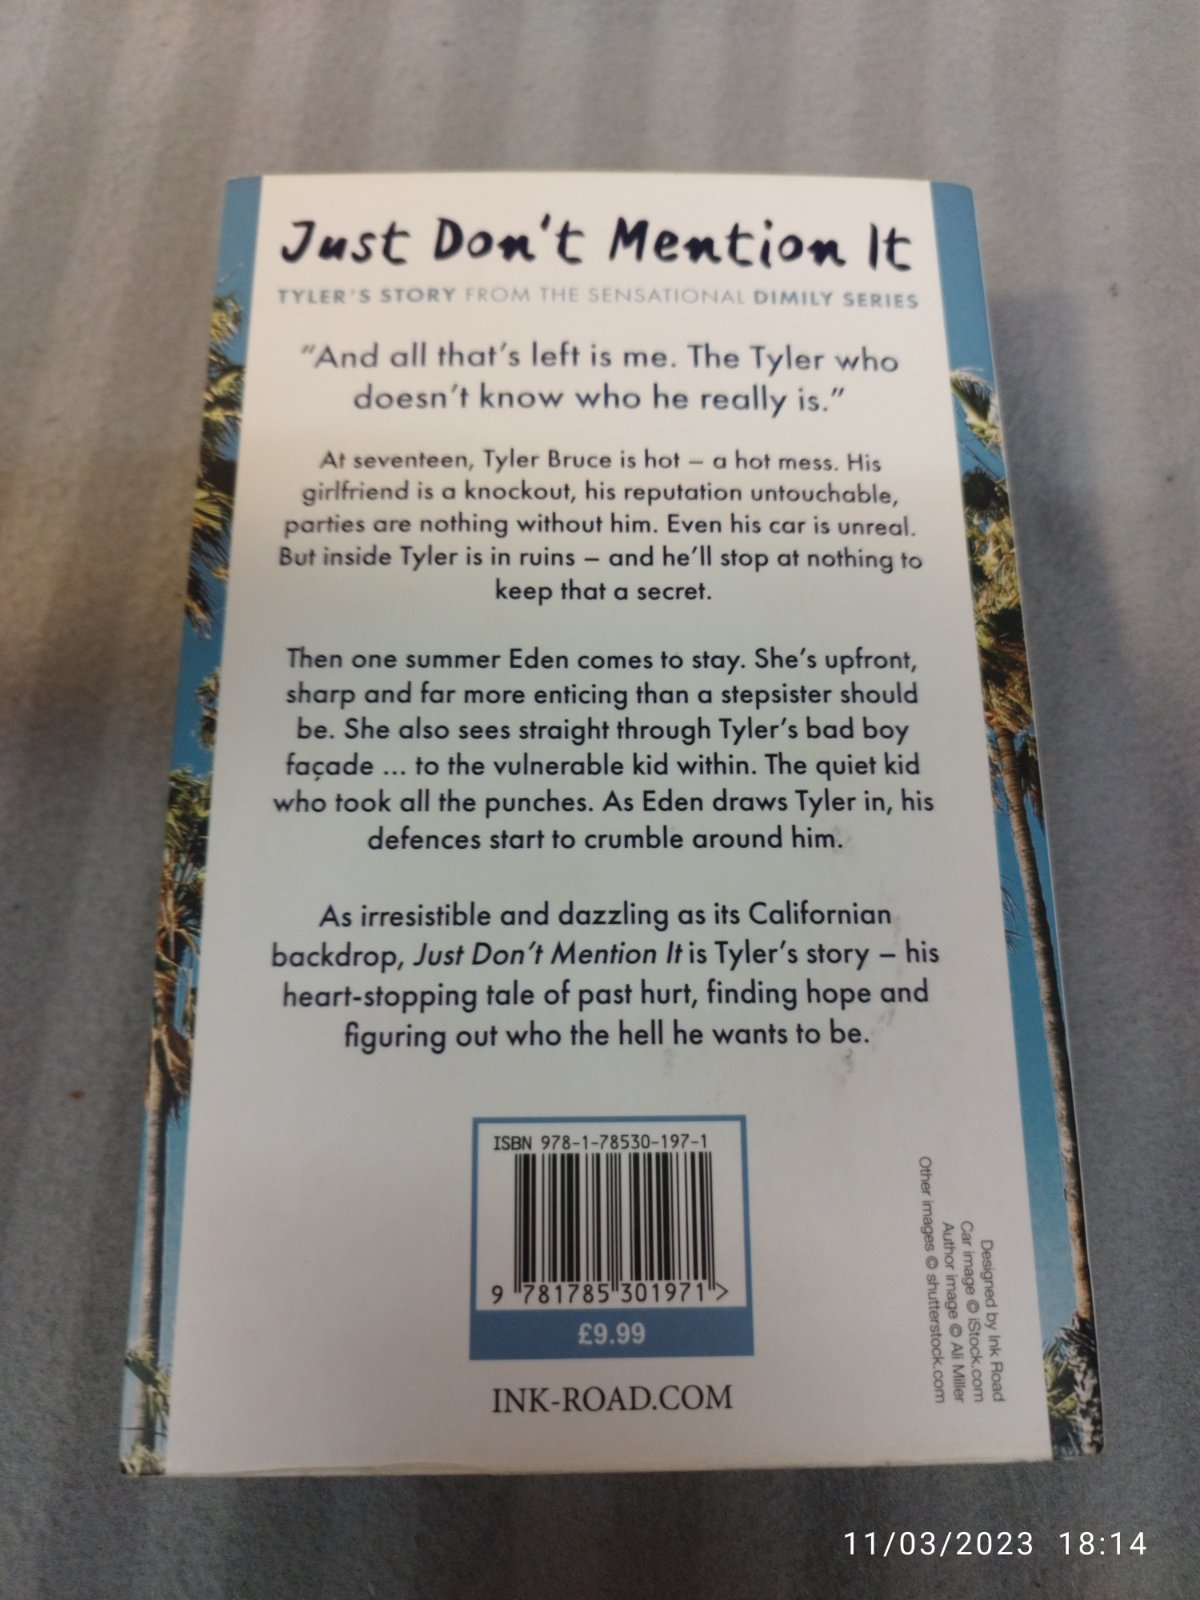 Just Don't Mention It
TYLER'S STORY FROM THE SENSATIONAL DIMILY SERIES
"And all that's left is me. The Tyler who
doesn't know who he really is."
At seventeen, Tyler Bruce is hot – a hot mess. His
girlfriend is a knockout, his reputation untouchable,
parties are nothing without him. Even his car is unreal.
But inside Tyler is in ruins – and he'll stop at nothing to
keep that a secret.
Then one summer Eden comes to stay. She's upfront,
sharp and far more enticing than a stepsister should
be. She also sees straight through Tyler's bad boy
façade ... to the vulnerable kid within. The quiet kid
who took all the punches. As Eden draws Tyler in, his
defences start to crumble around him.
As irresistible and dazzling as its Californian
backdrop, Just Don't Mention It is Tyler's story – his
heart-stopping tale of past hurt, finding hope and
figuring out who the hell he wants to be.
ISBN 978-1-78530-197-1
9 781785 301971 >
£9.99
INK-ROAD.COM
Designed by Ink Road
Car image © iStock.com
Author image © Ali Miller
Other images © shutterstock.com
11/03/2023 18:14